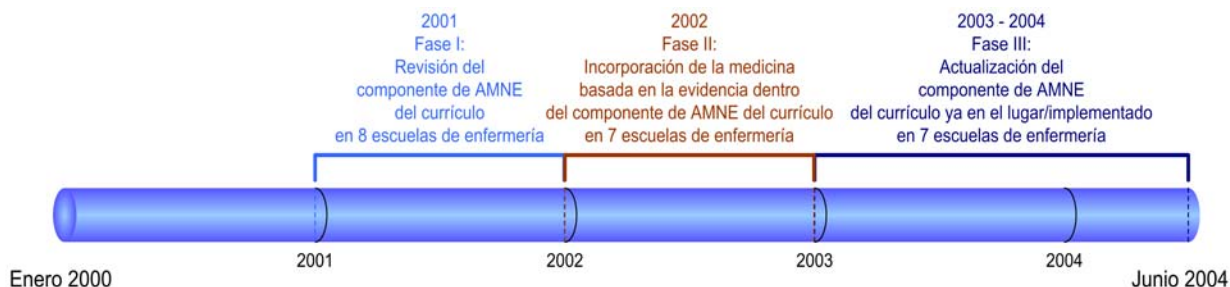 2001
Fase I:
Revisión del
componente de AMNE
del currículo
en 8 escuelas de enfermería
2002
Fase II:
Incorporación de la medicina
basada en la evidencia dentro
del componente de AMNE del currículo
en 7 escuelas de enfermería
2003 - 2004
Fase III:
Actualización del
componente de AMNE
del currículo ya en el lugar/implementado
en 7 escuelas de enfermería
Enero 2000
2001
2002
2003
2004
Junio 2004